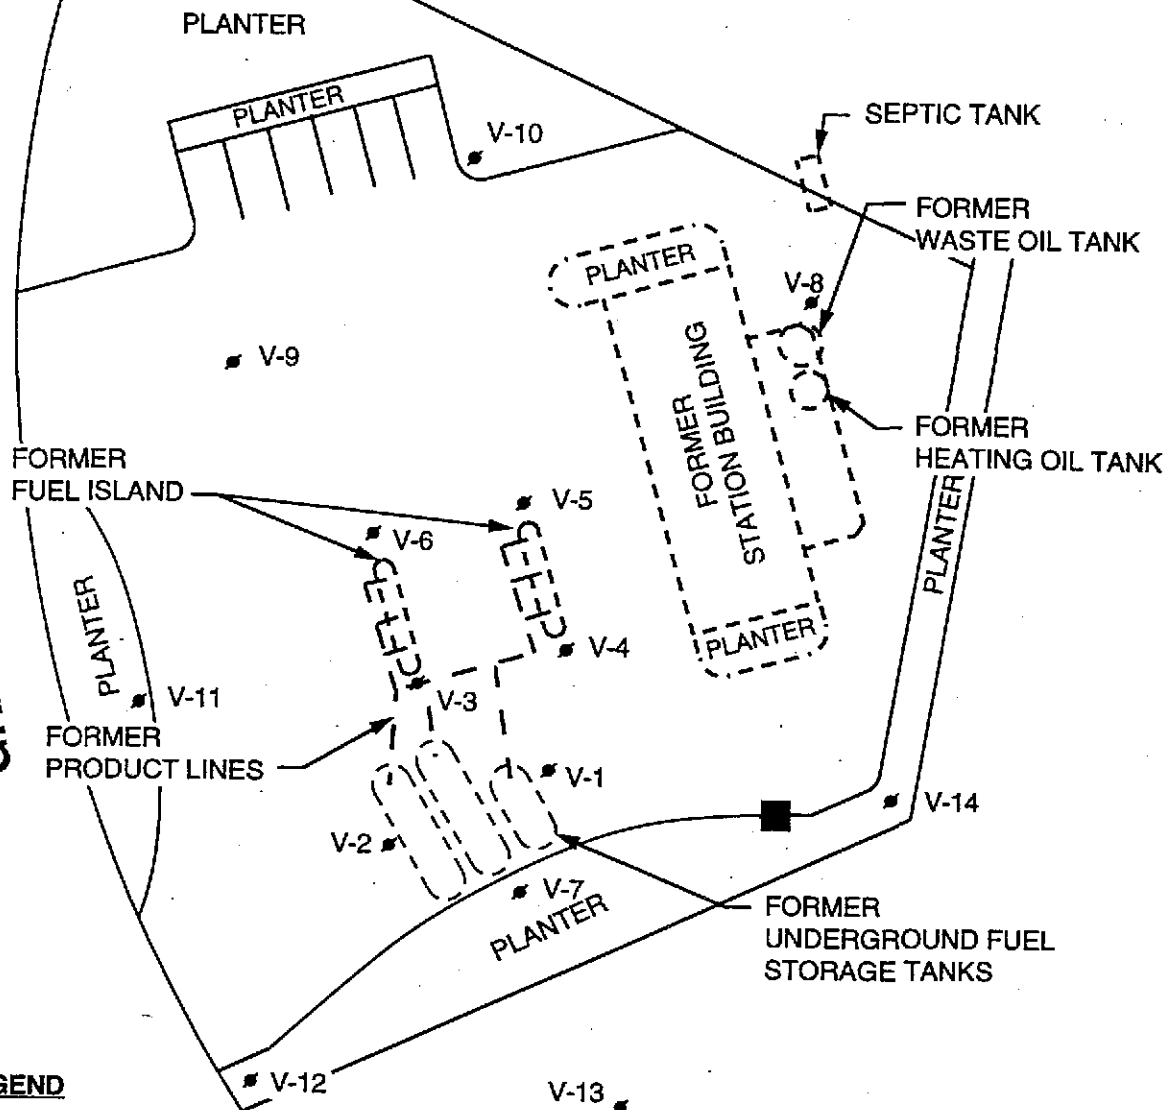 PLANTER
PLANTER
V-10
SEPTIC TANK
FORMER
WASTE OIL TANK
PLANTER
V-8
V-9
FORMER
STATION BUILDING
FORMER
HEATING OIL TANK
FORMER
FUEL ISLAND
V-5
V-6
PLANTER
PLANTER
PLANTER
V-4
V-3
V-11
FORMER
PRODUCT LINES
V-1
V-14
V-2
V-7
PLANTER
FORMER
UNDERGROUND FUEL
STORAGE TANKS
V-12
GEND
V-13